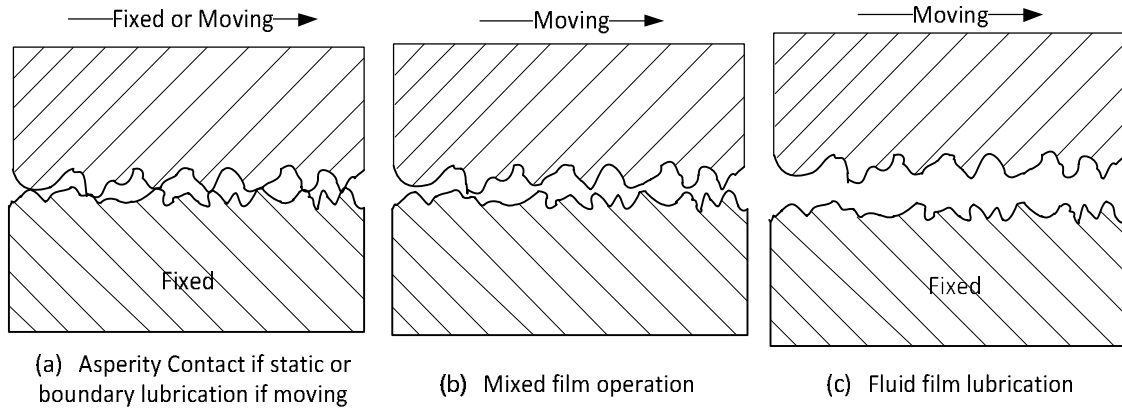 Fixed or Moving
Moving
Moving
Fixed
Fixed
(a) Asperity Contact if static or
boundary lubrication if moving
(b) Mixed film operation
(c) Fluid film lubrication